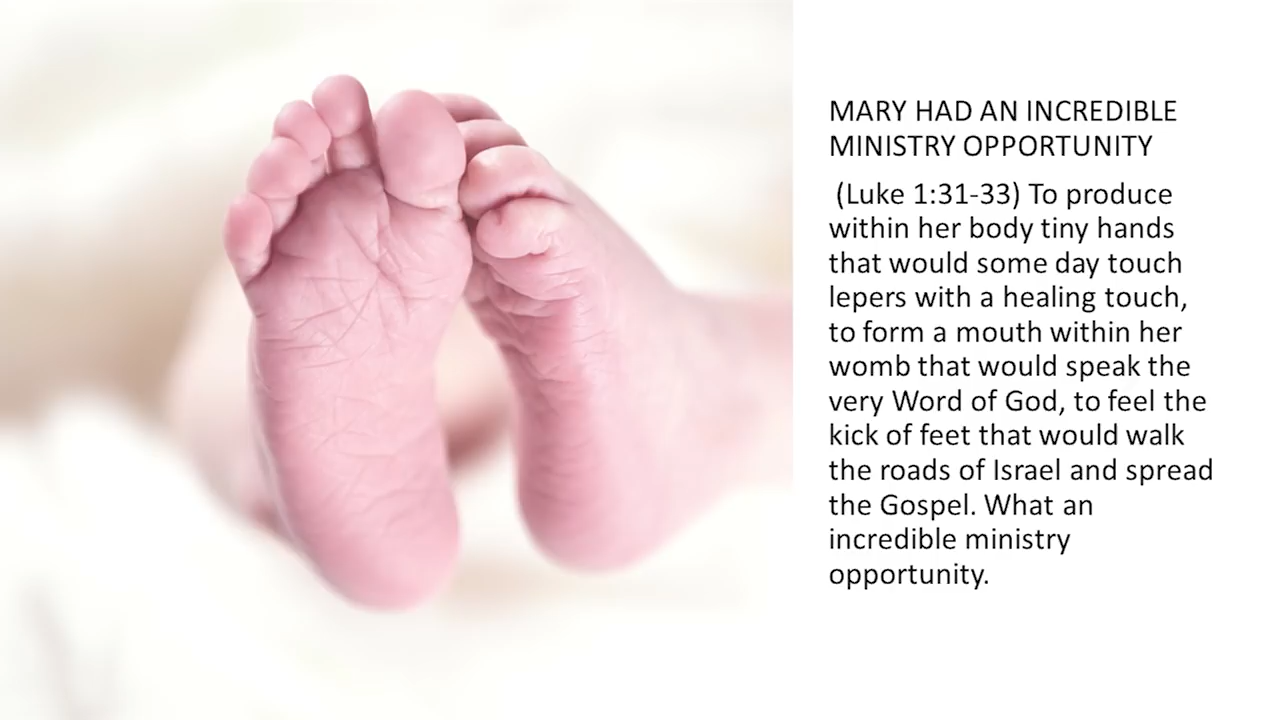 MARY HAD AN INCREDIBLE
MINISTRY OPPORTUNITY
(Luke 1:31-33) To produce
within her body tiny hands
that would some day touch
lepers with a healing touch,
to form a mouth within her
womb that would speak the
very Word of God, to feel the
kick of feet that would walk
the roads of Israel and spread
the Gospel. What an
incredible ministry
opportunity.